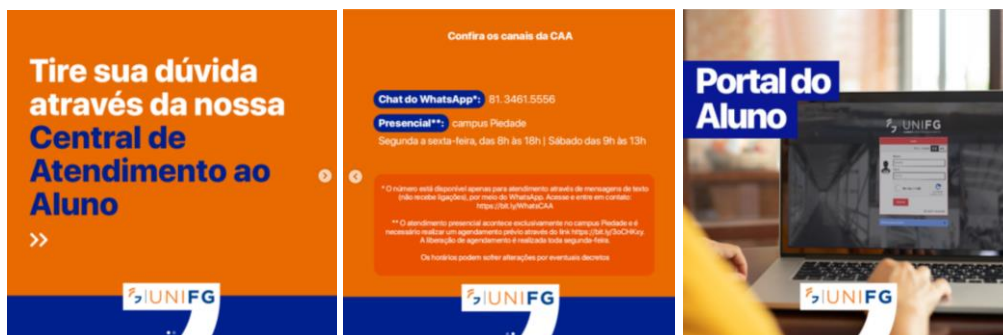 Tire sua dúvida
através da nossa
Central de
Atendimento ao
Aluno
UNIFG
Confira os canais da CAA
Chat do WhatsApp*: 81.3461.5556
Presencial**: campus Piedade
Segunda a sexta-feira, das 8h às 18h | Sábado das 9h às 13h
* O número está disponível apenas para atendimento através de mensagens de texto
(não recebe ligações), por meio do WhatsApp. Acesse e entre em contato:
https://bit.ly/WhatsCAA
** O atendimento presencial acontece exclusivamente no campus Piedade e é
necessário realizar um agendamento prévio através do link https://bit.ly/3oCHKxy.
A liberação de agendamento é realizada toda segunda-feira.
Os horários podem sofrer alterações por eventuais decretos
UNIFG
Portal do
Aluno
UNIFG
UNIFG